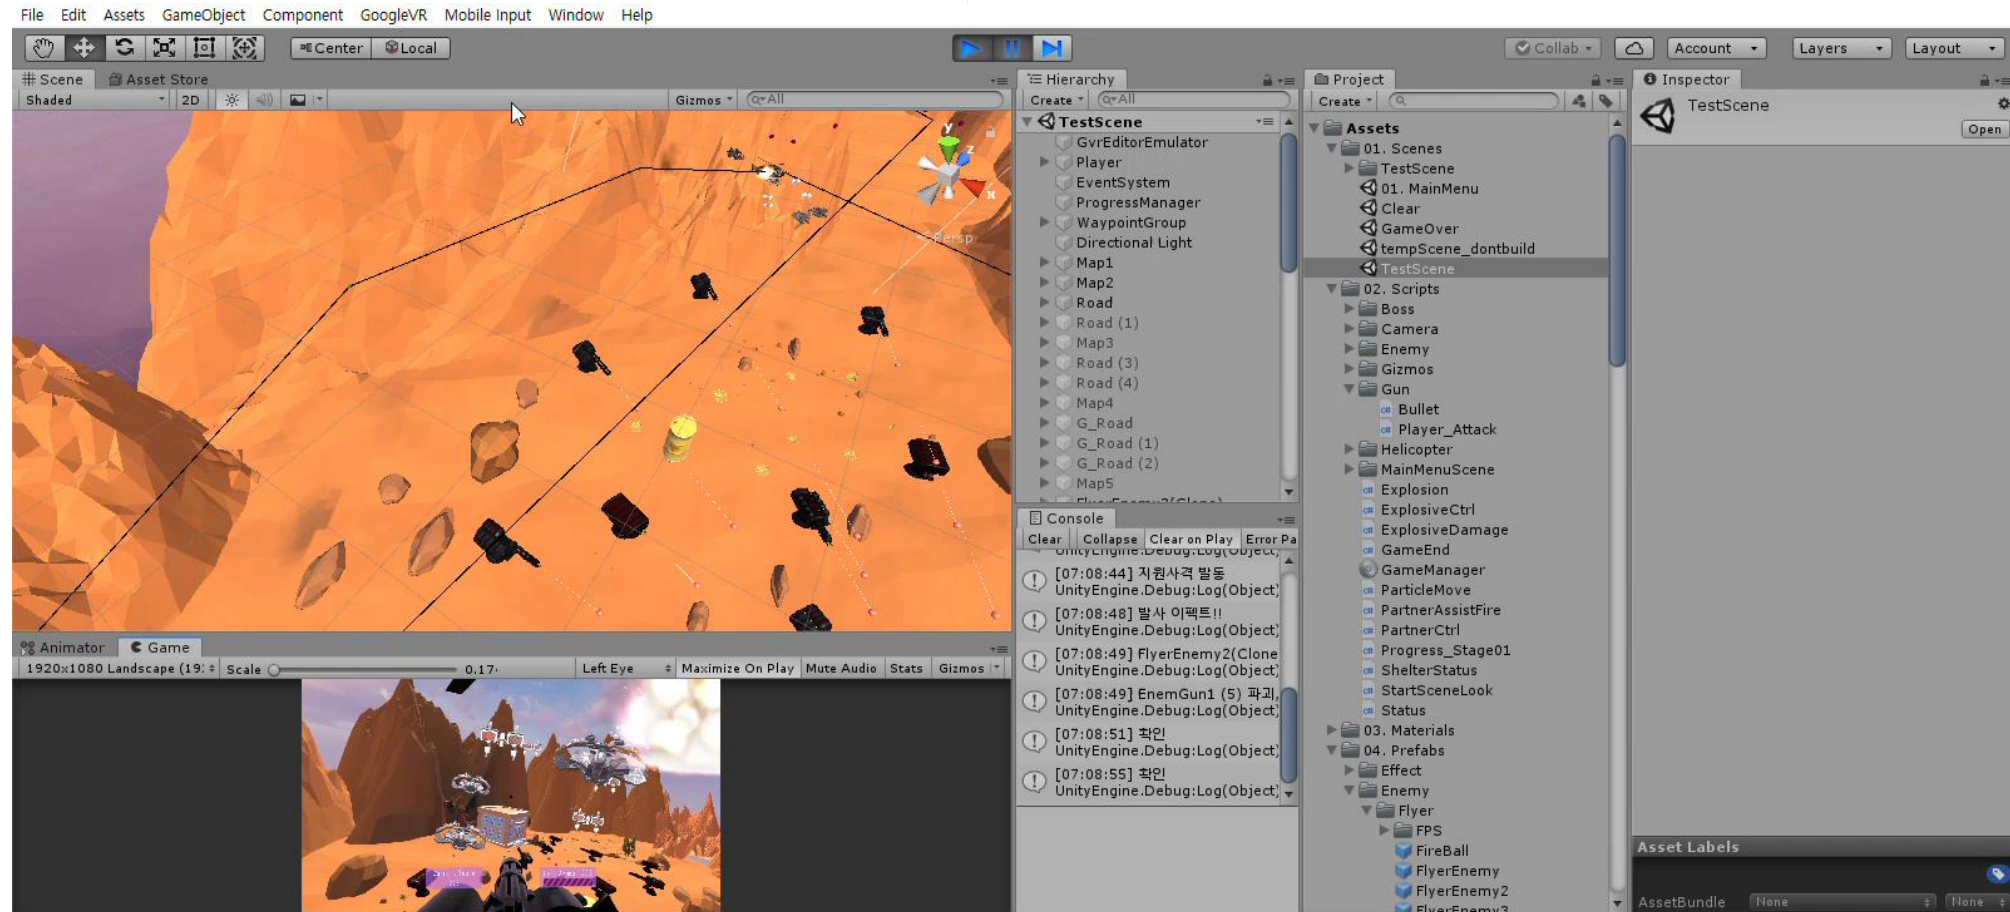 File Edit Assets GameObject Component GoogleVR Mobile Input Window Help
Center Local
Collab Account Layers Layout
Scene Asset Store
Shaded 2D Gizmos All
y
z
x
Persp
Animator Game
1920x1080 Landscape (19: Scale 0.17 Left Eye Maximize On Play Mute Audio Stats Gizmos
Hierarchy
Create All
TestScene
GvrEditorEmulator
Player
EventSystem
ProgressManager
WaypointGroup
Directional Light
Map1
Map2
Road
Road (1)
Map3
Road (3)
Road (4)
Map4
G_Road
G_Road (1)
G_Road (2)
Map5
FlyerEnemy2(Clone)
Console
Clear Collapse Clear on Play Error Pa
UnityEngine.Debug:Log(Object)
[07:08:44] 지원사격 발동
UnityEngine.Debug:Log(Object)
[07:08:48] 발사 이펙트!!
UnityEngine.Debug:Log(Object)
[07:08:49] FlyerEnemy2(Clone
UnityEngine.Debug:Log(Object)
[07:08:49] EnemGun1 (5) 파괴,
UnityEngine.Debug:Log(Object)
[07:08:51] 확인
UnityEngine.Debug:Log(Object)
[07:08:55] 확인
UnityEngine.Debug:Log(Object)
Project
Create
Assets
01. Scenes
TestScene
01. MainMenu
Clear
GameOver
tempScene_dontbuild
TestScene
02. Scripts
Boss
Camera
Enemy
Gizmos
Gun
Bullet
Player_Attack
Helicopter
MainMenuScene
Explosion
ExplosiveCtrl
ExplosiveDamage
GameEnd
GameManager
ParticleMove
PartnerAssistFire
PartnerCtrl
Progress_Stage01
ShelterStatus
StartSceneLook
Status
03. Materials
04. Prefabs
Effect
Enemy
Flyer
FPS
FireBall
FlyerEnemy
FlyerEnemy2
FlyerEnemy3
Inspector
TestScene
Open
Asset Labels
AssetBundle None None